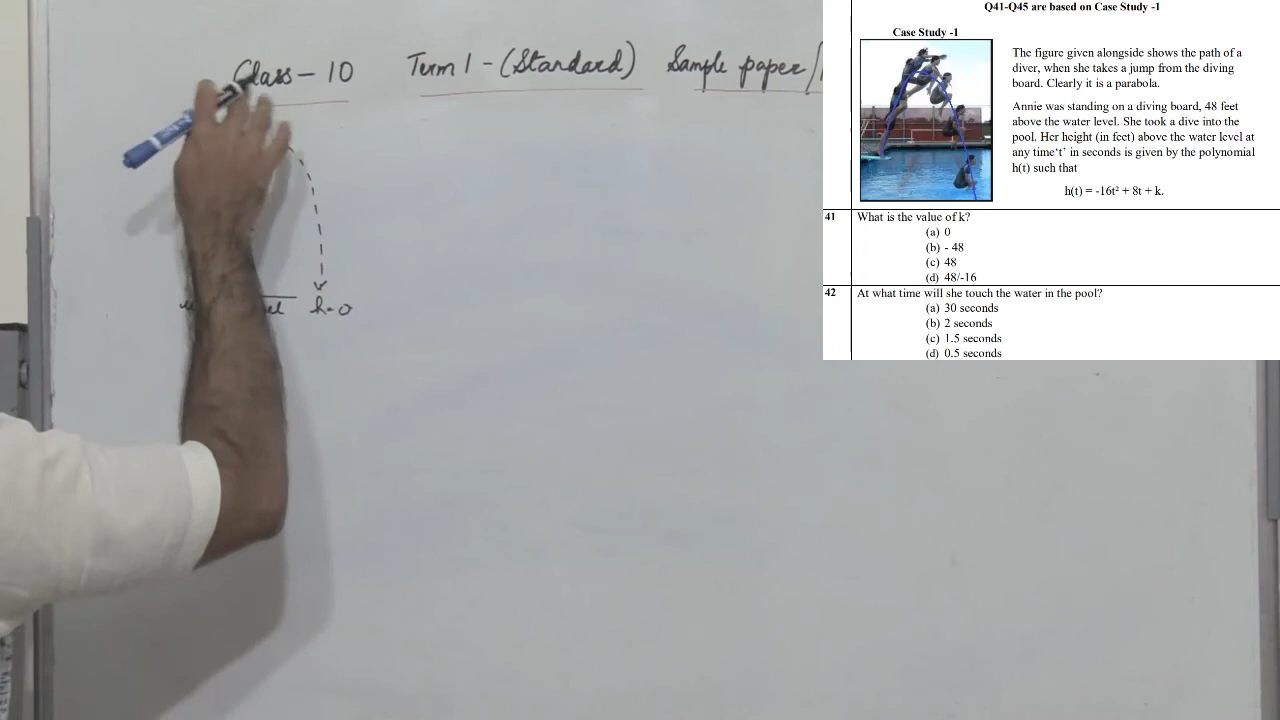 Class - 10 Term 1 - (Standard) Sample paper/
h=0
Q41-Q45 are based on Case Study -1
Case Study -1
The figure given alongside shows the path of a
diver, when she takes a jump from the diving
board. Clearly it is a parabola.
Annie was standing on a diving board, 48 feet
above the water level. She took a dive into the
pool. Her height (in feet) above the water level at
any time‘t’ in seconds is given by the polynomial
h(t) such that
h(t) = -16t² + 8t + k.
41 What is the value of k?
(a) 0
(b) - 48
(c) 48
(d) 48/-16
42 At what time will she touch the water in the pool?
(a) 30 seconds
(b) 2 seconds
(c) 1.5 seconds
(d) 0.5 seconds